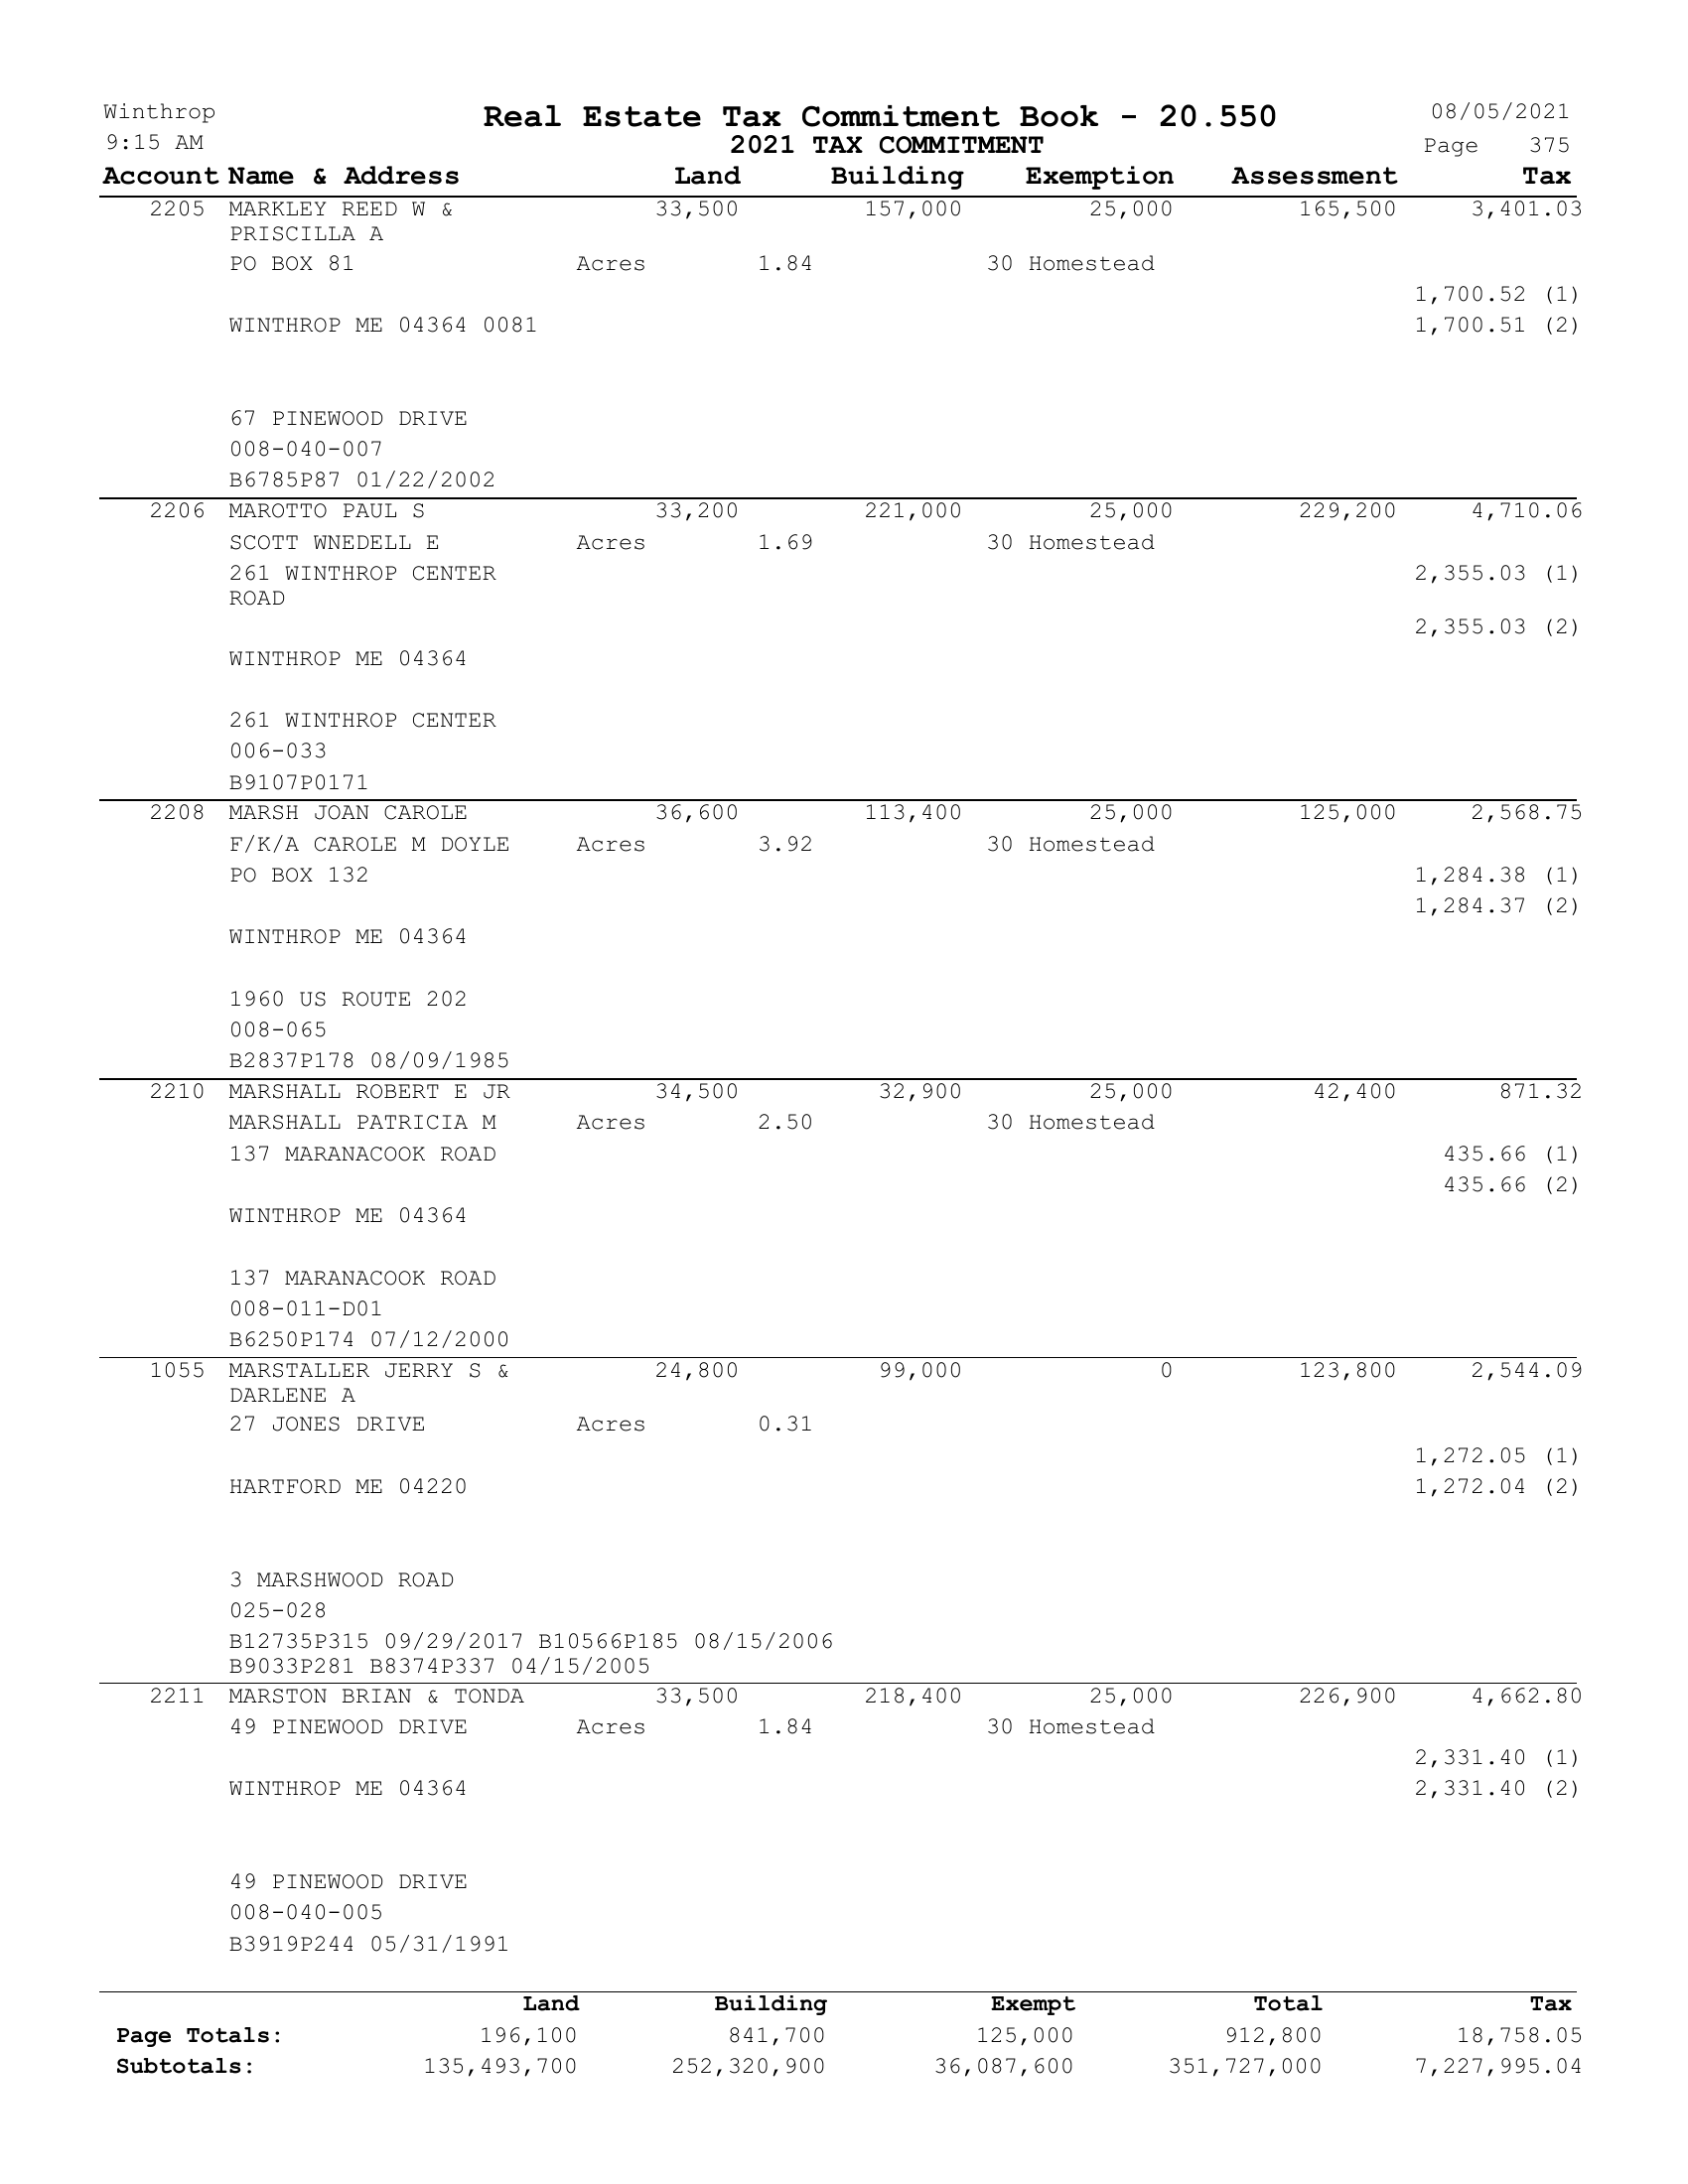 Winthrop Real Estate Tax Commitment Book - 20.550 08/05/2021
9:15 AM 2021 TAX COMMITMENT Page 375
Account Name & Address Land Building Exemption Assessment Tax
2205 MARKLEY REED W & 33,500 157,000 25,000 165,500 3,401.03
PRISCILLA A
PO BOX 81 Acres 1.84 30 Homestead
1,700.52 (1)
WINTHROP ME 04364 0081 1,700.51 (2)
67 PINEWOOD DRIVE
008-040-007
B6785P87 01/22/2002
2206 MAROTTO PAUL S 33,200 221,000 25,000 229,200 4,710.06
SCOTT WNEDELL E Acres 1.69 30 Homestead
261 WINTHROP CENTER 2,355.03 (1)
ROAD
2,355.03 (2)
WINTHROP ME 04364
261 WINTHROP CENTER
006-033
B9107P0171
2208 MARSH JOAN CAROLE 36,600 113,400 25,000 125,000 2,568.75
F/K/A CAROLE M DOYLE Acres 3.92 30 Homestead
PO BOX 132 1,284.38 (1)
1,284.37 (2)
WINTHROP ME 04364
1960 US ROUTE 202
008-065
B2837P178 08/09/1985
2210 MARSHALL ROBERT E JR 34,500 32,900 25,000 42,400 871.32
MARSHALL PATRICIA M Acres 2.50 30 Homestead
137 MARANACOOK ROAD 435.66 (1)
435.66 (2)
WINTHROP ME 04364
137 MARANACOOK ROAD
008-011-D01
B6250P174 07/12/2000
1055 MARSTALLER JERRY S & 24,800 99,000 0 123,800 2,544.09
DARLENE A
27 JONES DRIVE Acres 0.31
1,272.05 (1)
HARTFORD ME 04220 1,272.04 (2)
3 MARSHWOOD ROAD
025-028
B12735P315 09/29/2017 B10566P185 08/15/2006
B9033P281 B8374P337 04/15/2005
2211 MARSTON BRIAN & TONDA 33,500 218,400 25,000 226,900 4,662.80
49 PINEWOOD DRIVE Acres 1.84 30 Homestead
2,331.40 (1)
WINTHROP ME 04364 2,331.40 (2)
49 PINEWOOD DRIVE
008-040-005
B3919P244 05/31/1991
Land Building Exempt Total Tax
Page Totals: 196,100 841,700 125,000 912,800 18,758.05
Subtotals: 135,493,700 252,320,900 36,087,600 351,727,000 7,227,995.04